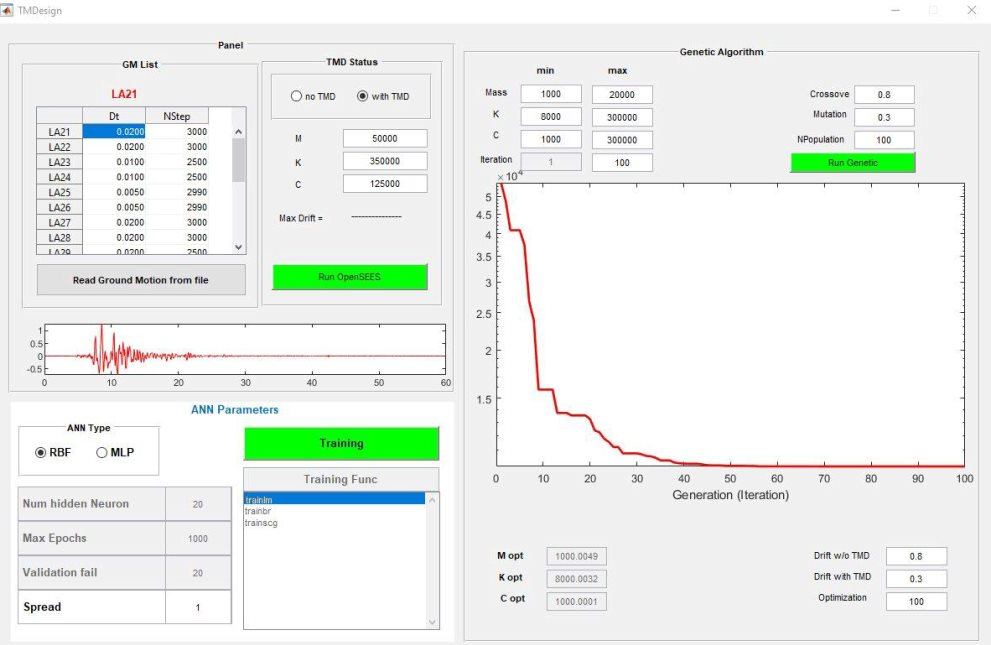 TMDesign
Panel
GM List
LA21
Dt NStep
LA21 0.0200 3000
LA22 0.0200 3000
LA23 0.0100 2500
LA24 0.0100 2500
LA25 0.0050 2990
LA26 0.0050 2990
LA27 0.0200 3000
LA28 0.0200 3000
LA29 0.0200 2500
Read Ground Motion from file
TMD Status
no TMD with TMD
M 50000
K 350000
C 125000
Max Drift = ---------------
Run OpenSEES
1
0.5
0
-0.5
0 10 20 30 40 50 60
ANN Parameters
ANN Type
RBF MLP
Training
Training Func
trainlm
trainbr
trainscg
Num hidden Neuron 20
Max Epochs 1000
Validation fail 20
Spread 1
Genetic Algorithm
min max
Mass 1000 20000
K 8000 300000
C 1000 300000
Iteration 1 100
Crossove 0.8
Mutation 0.3
NPopulation 100
Run Genetic
× 10⁴
5
4.5
4
3.5
3
2.5
2
1.5
0 10 20 30 40 50 60 70 80 90 100
Generation (Iteration)
M opt 1000.0049
K opt 8000.0032
C opt 1000.0001
Drift w/o TMD 0.8
Drift with TMD 0.3
Optimization 100